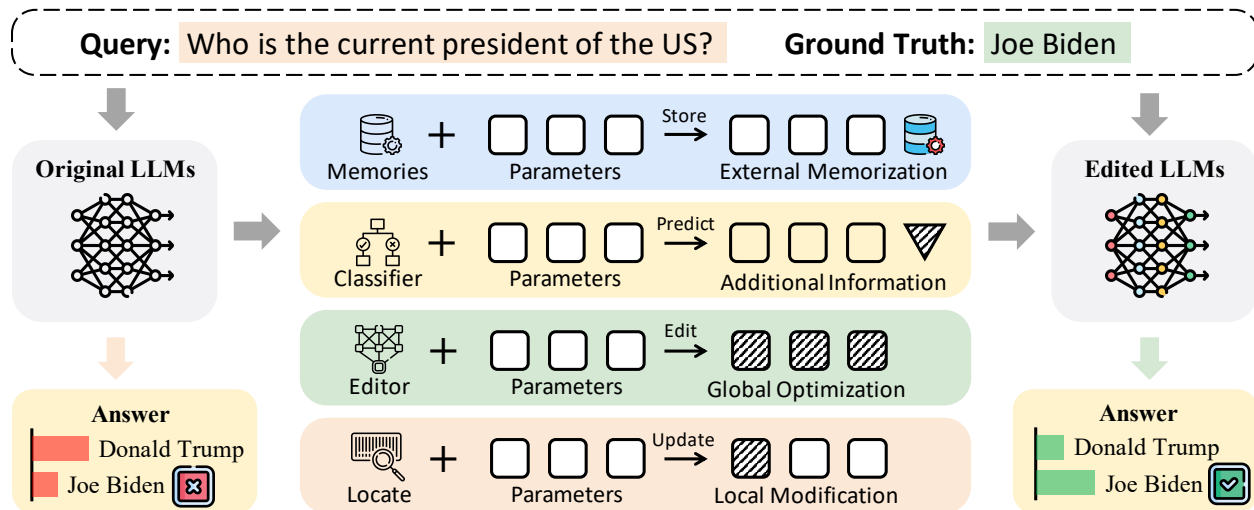 Query: Who is the current president of the US? Ground Truth: Joe Biden
Original LLMs
Memories
Parameters
Store
External Memorization
Classifier
Parameters
Predict
Additional Information
Editor
Parameters
Edit
Global Optimization
Locate
Parameters
Update
Local Modification
Edited LLMs
Answer
Donald Trump
Joe Biden
Answer
Donald Trump
Joe Biden